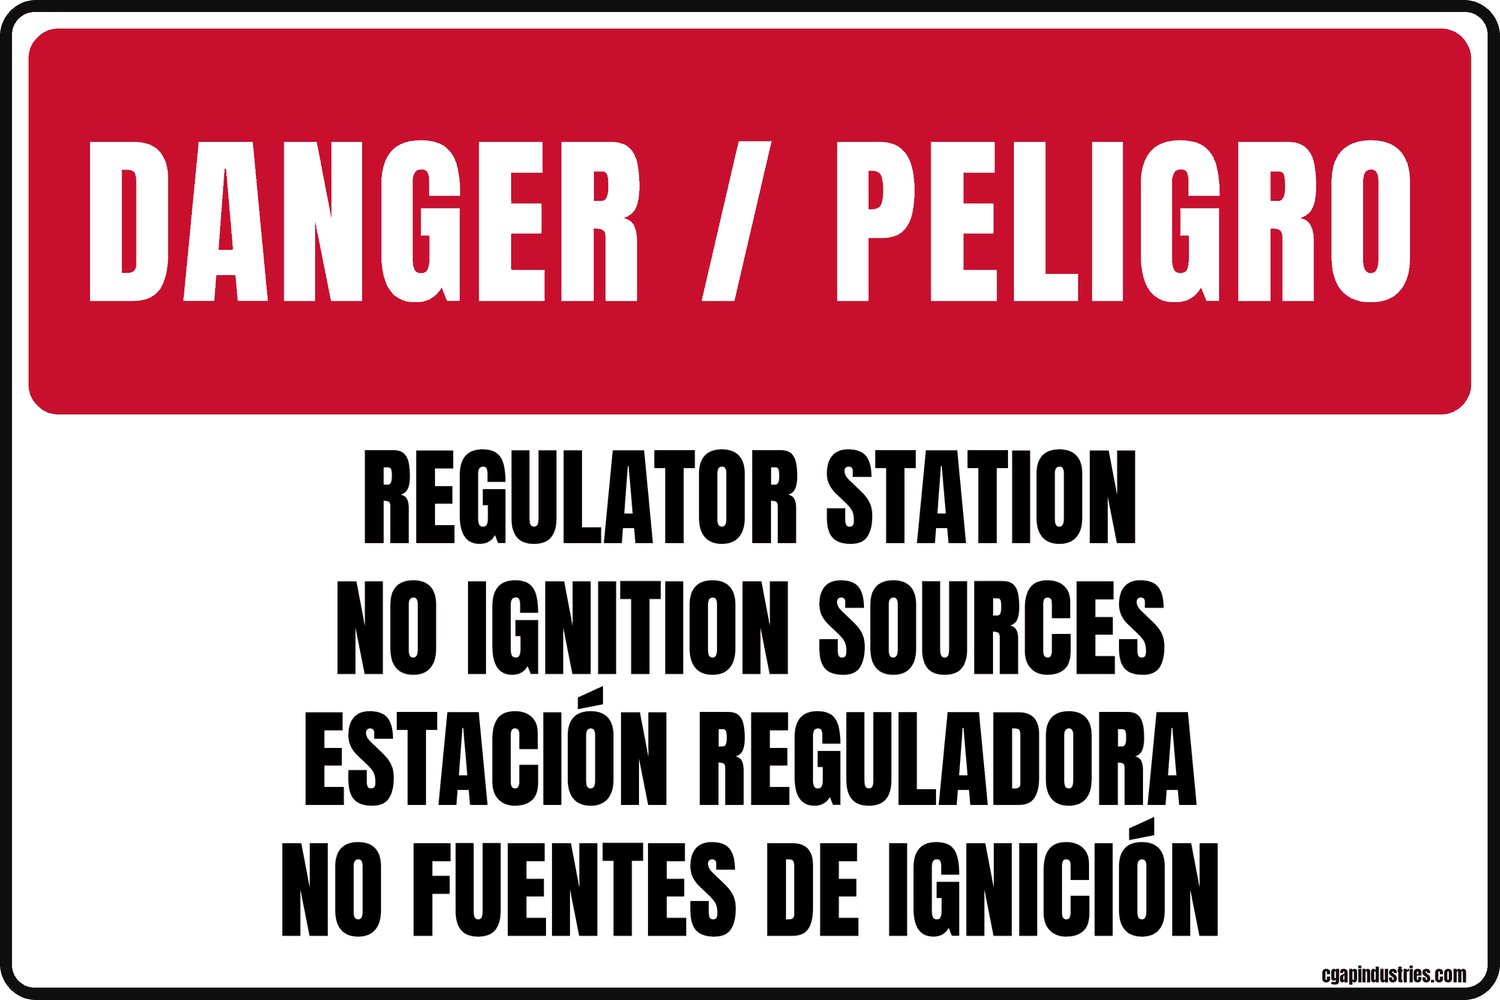 DANGER / PELIGRO
REGULATOR STATION
NO IGNITION SOURCES
ESTACIÓN REGULADORA
NO FUENTES DE IGNICIÓN
cgapindustries.com